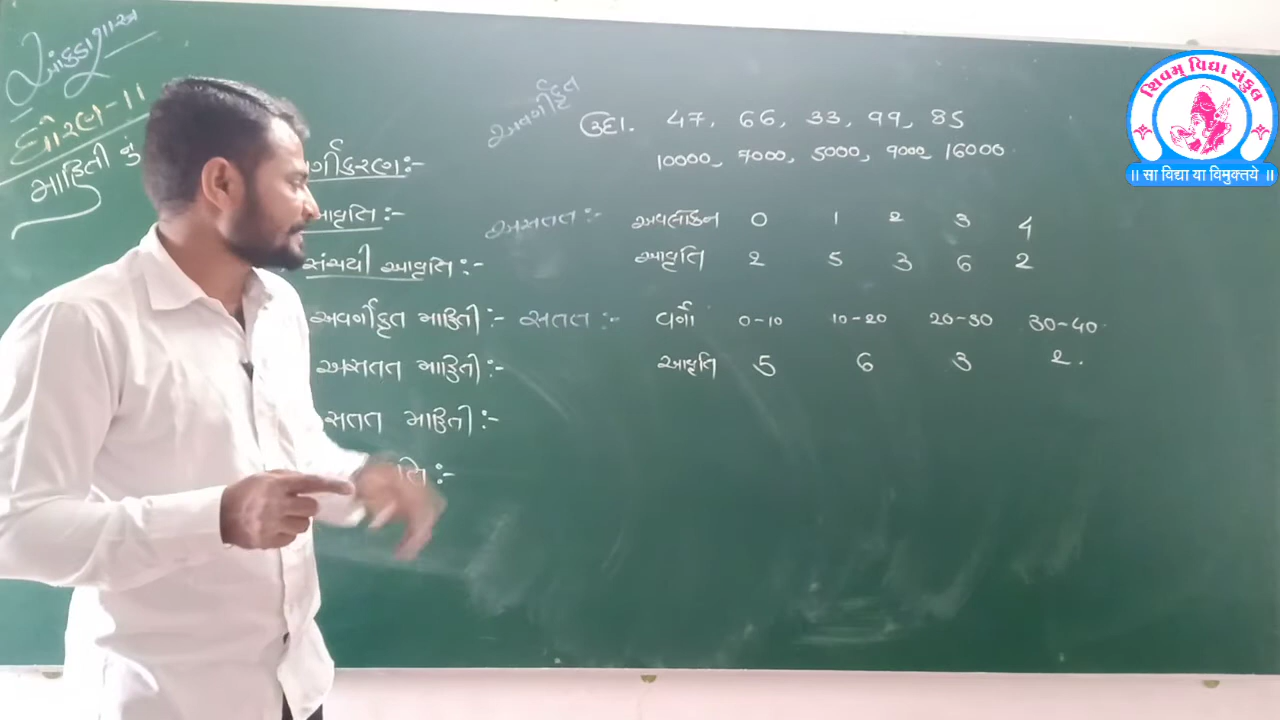 આંકડાશાસ્ત્ર
ધોરણ-11
માહિતી નું
ર્ગીકરણ:-
આવૃતિ:-
સંચયી આવૃતિ:-
અવર્ગીકૃત માહિતી:-
અસતત માહિતી:-
સતત માહિતી:-
તિ:-
અવર્ગીકૃત
ઉદા. 47, 66, 33, 99, 85
10000, 7000, 5000, 9000, 16000
અસતત:- અવલોકન 0 1 2 3 4
આવૃતિ 2 5 3 6 2
સતત:- વર્ગો 0-10 10-20 20-30 30-40
આવૃતિ 5 6 3 2.
શિવમ્ વિદ્યા સંકુલ
॥ सा विद्या या विमुक्तये ॥